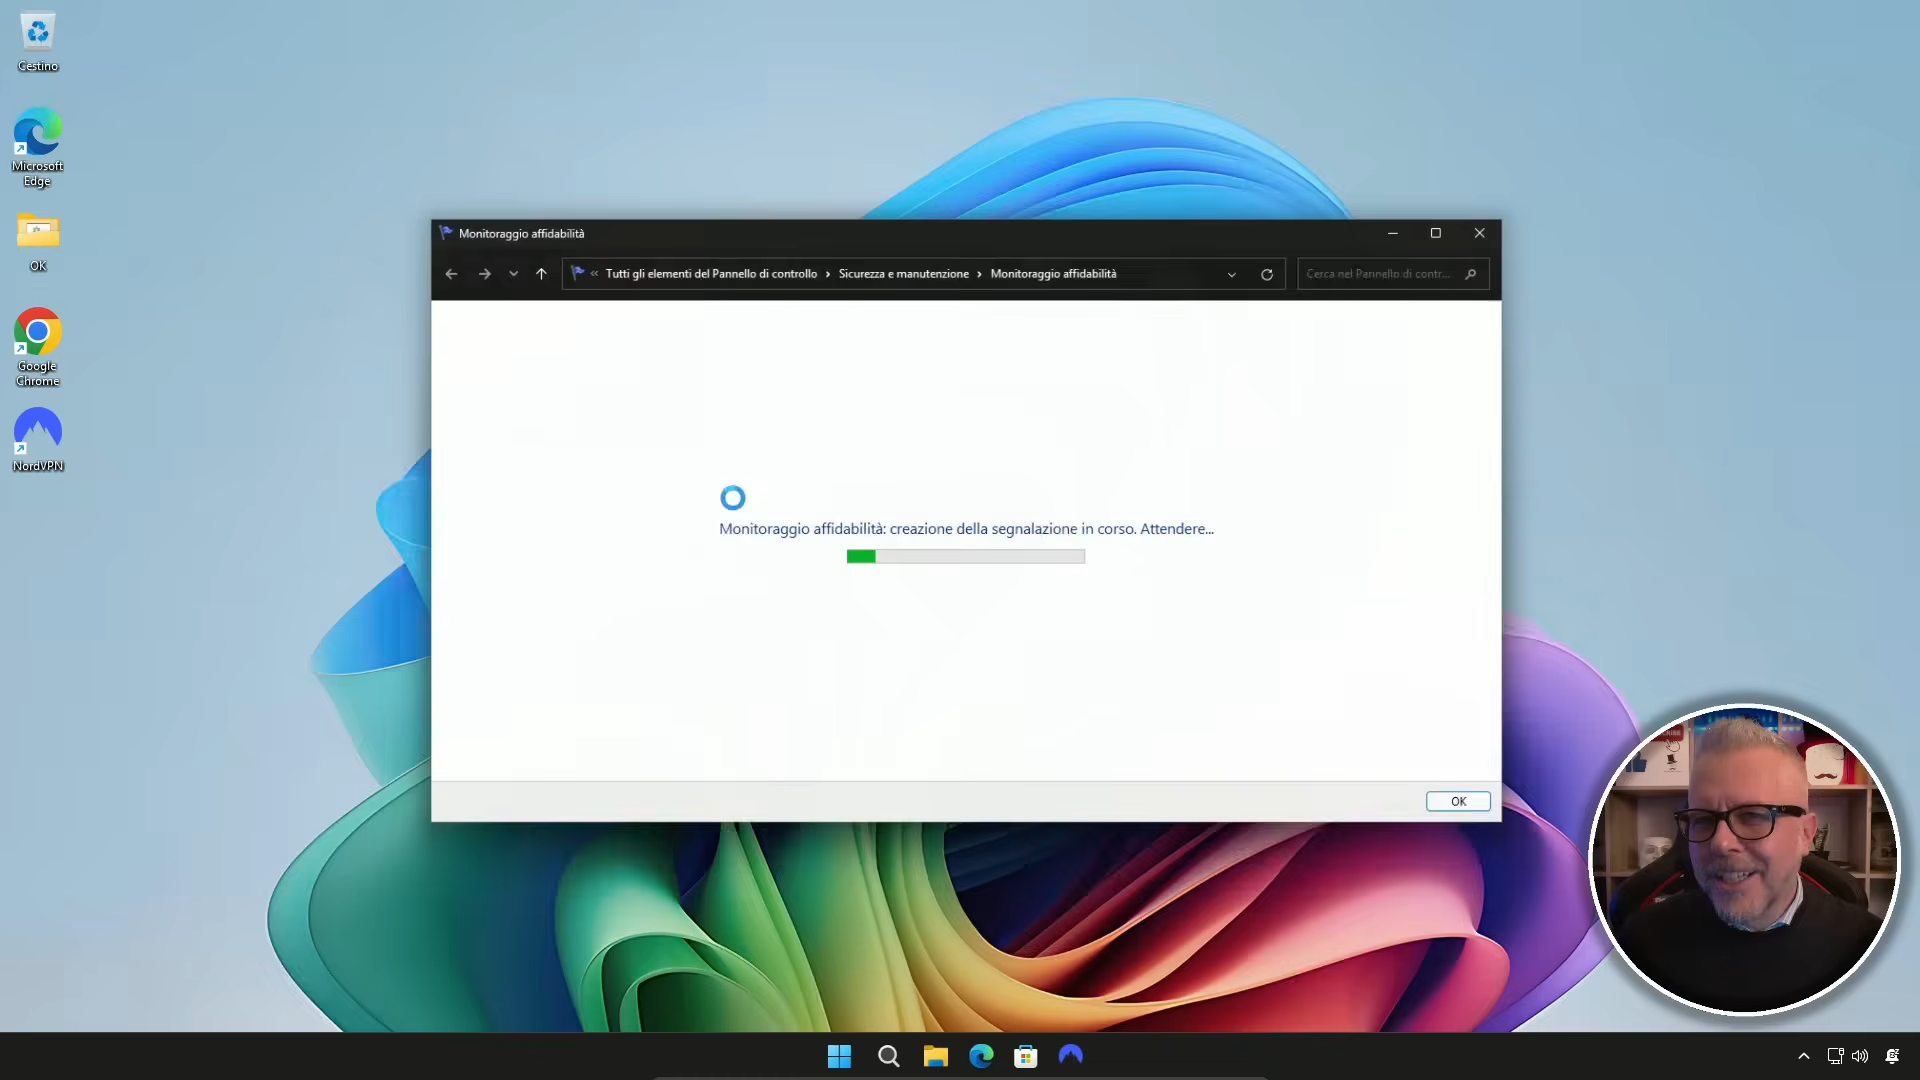 Cestino
Microsoft
Edge
OK
Google
Chrome
NordVPN
Monitoraggio affidabilità
« Tutti gli elementi del Pannello di controllo › Sicurezza e manutenzione › Monitoraggio affidabilità
Cerca nel Pannello di contr...
Monitoraggio affidabilità: creazione della segnalazione in corso. Attendere...
OK